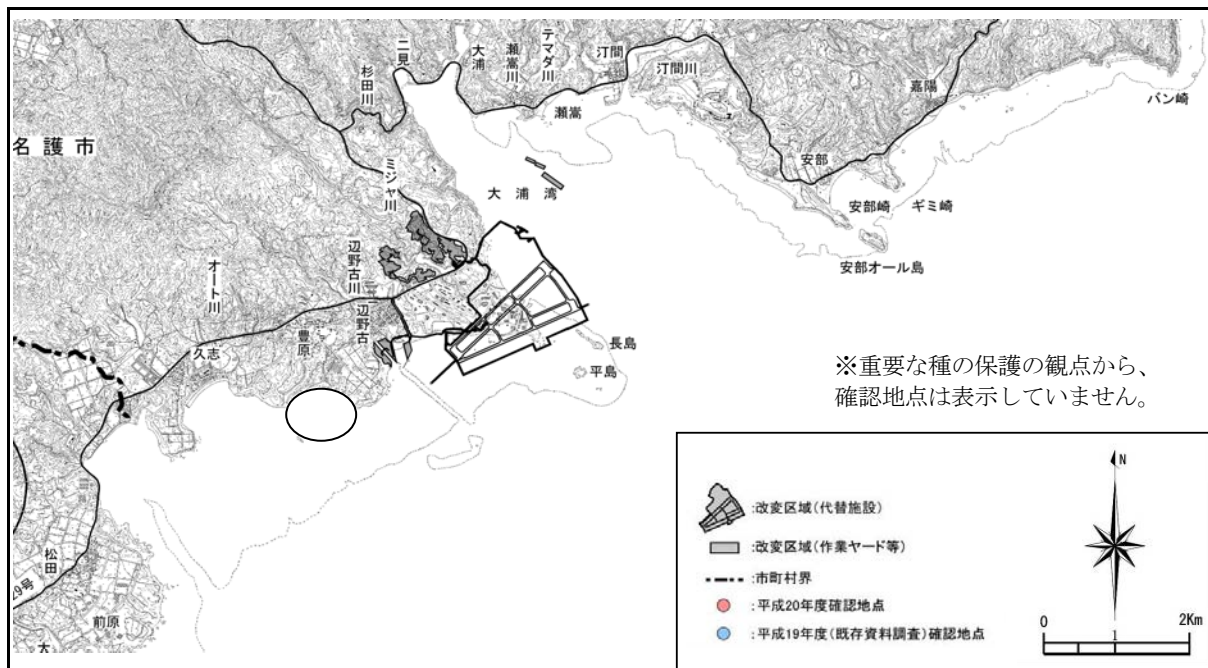 二見
大浦
瀬嵩川
テマダ川
汀間
汀間川
杉田川
瀬嵩
嘉陽
バン崎
名護市
ミジャ川
大浦湾
安部
安部崎
ギミ崎
安部オール島
オート川
辺野古川
辺野古
豊原
久志
長島
平島
※重要な種の保護の観点から、
確認地点は表示していません。
N
:改変区域(代替施設)
:改変区域(作業ヤード等)
:市町村界
:平成20年度確認地点
:平成19年度(既存資料調査)確認地点
0 1 2Km
松田
29号
前原
大